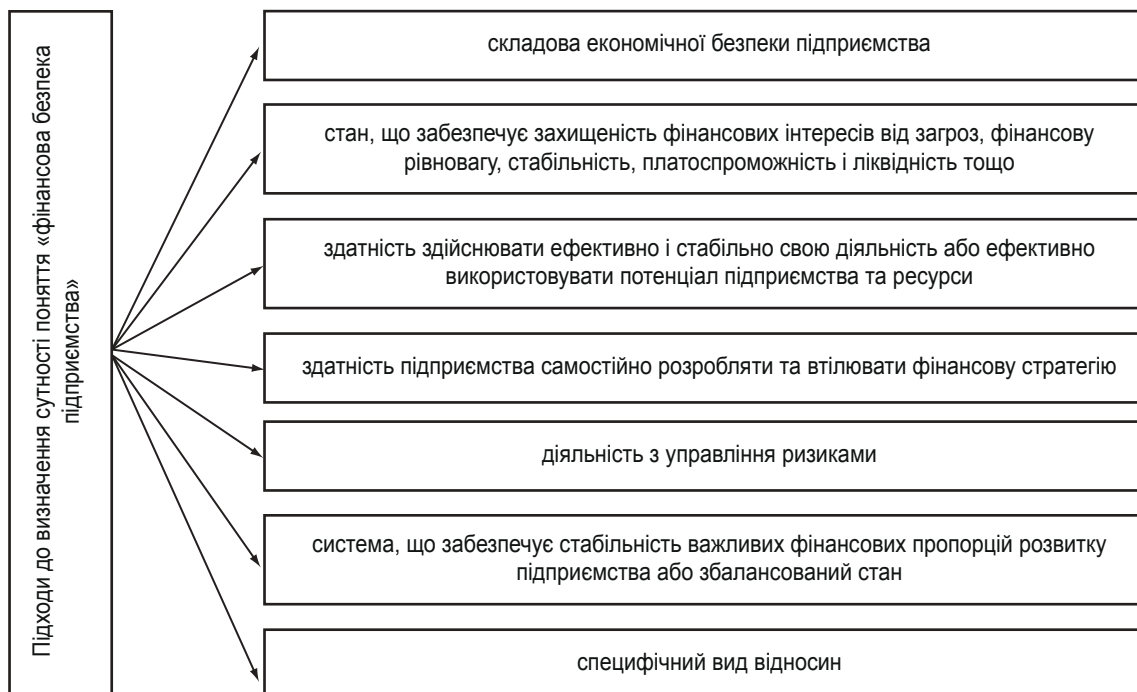 Підходи до визначення сутності поняття «фінансова безпека
підприємства»
складова економічної безпеки підприємства
стан, що забезпечує захищеність фінансових інтересів від загроз, фінансову
рівновагу, стабільність, платоспроможність і ліквідність тощо
здатність здійснювати ефективно і стабільно свою діяльність або ефективно
використовувати потенціал підприємства та ресурси
здатність підприємства самостійно розробляти та втілювати фінансову стратегію
діяльність з управління ризиками
система, що забезпечує стабільність важливих фінансових пропорцій розвитку
підприємства або збалансований стан
специфічний вид відносин